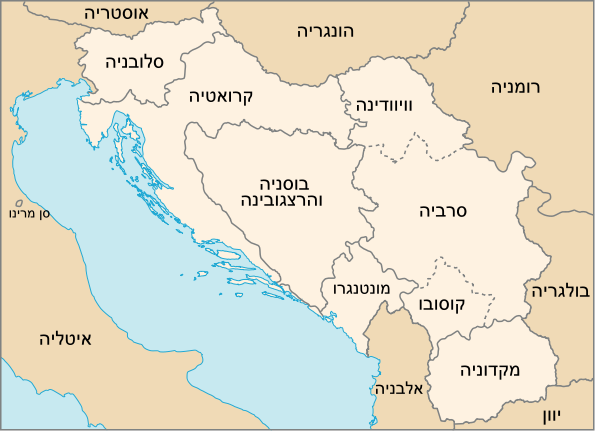 אוסטריה
הונגריה
סלובניה
רומניה
קרואטיה
וויוודינה
בוסניה
והרצגובינה
סרביה
סן מרינו
מונטנגרו
בולגריה
קוסובו
איטליה
מקדוניה
אלבניה
יוון